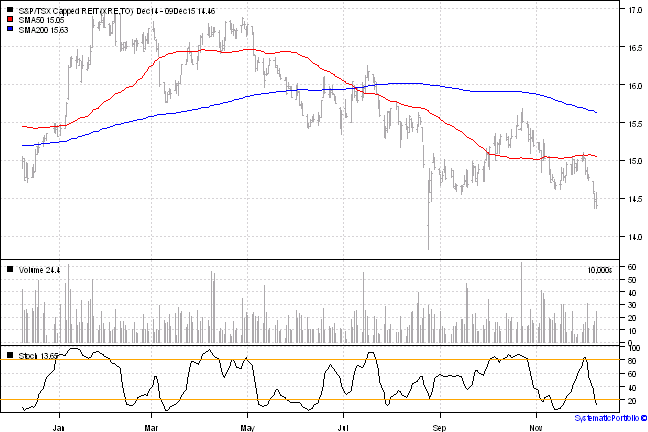 S&P/TSX Capped REIT(XRE.TO) Dec14 - 09Dec15 14.46
SMA50 15.05
SMA200 15.63
17.0
16.5
16.0
15.5
15.0
14.5
14.0
Volume 24.4
10,000s
60
50
40
30
20
10
0
Stoch 13.65
100
80
60
40
20
Jan
Mar
May
Jul
Sep
Nov
SystematicPortfolio ©